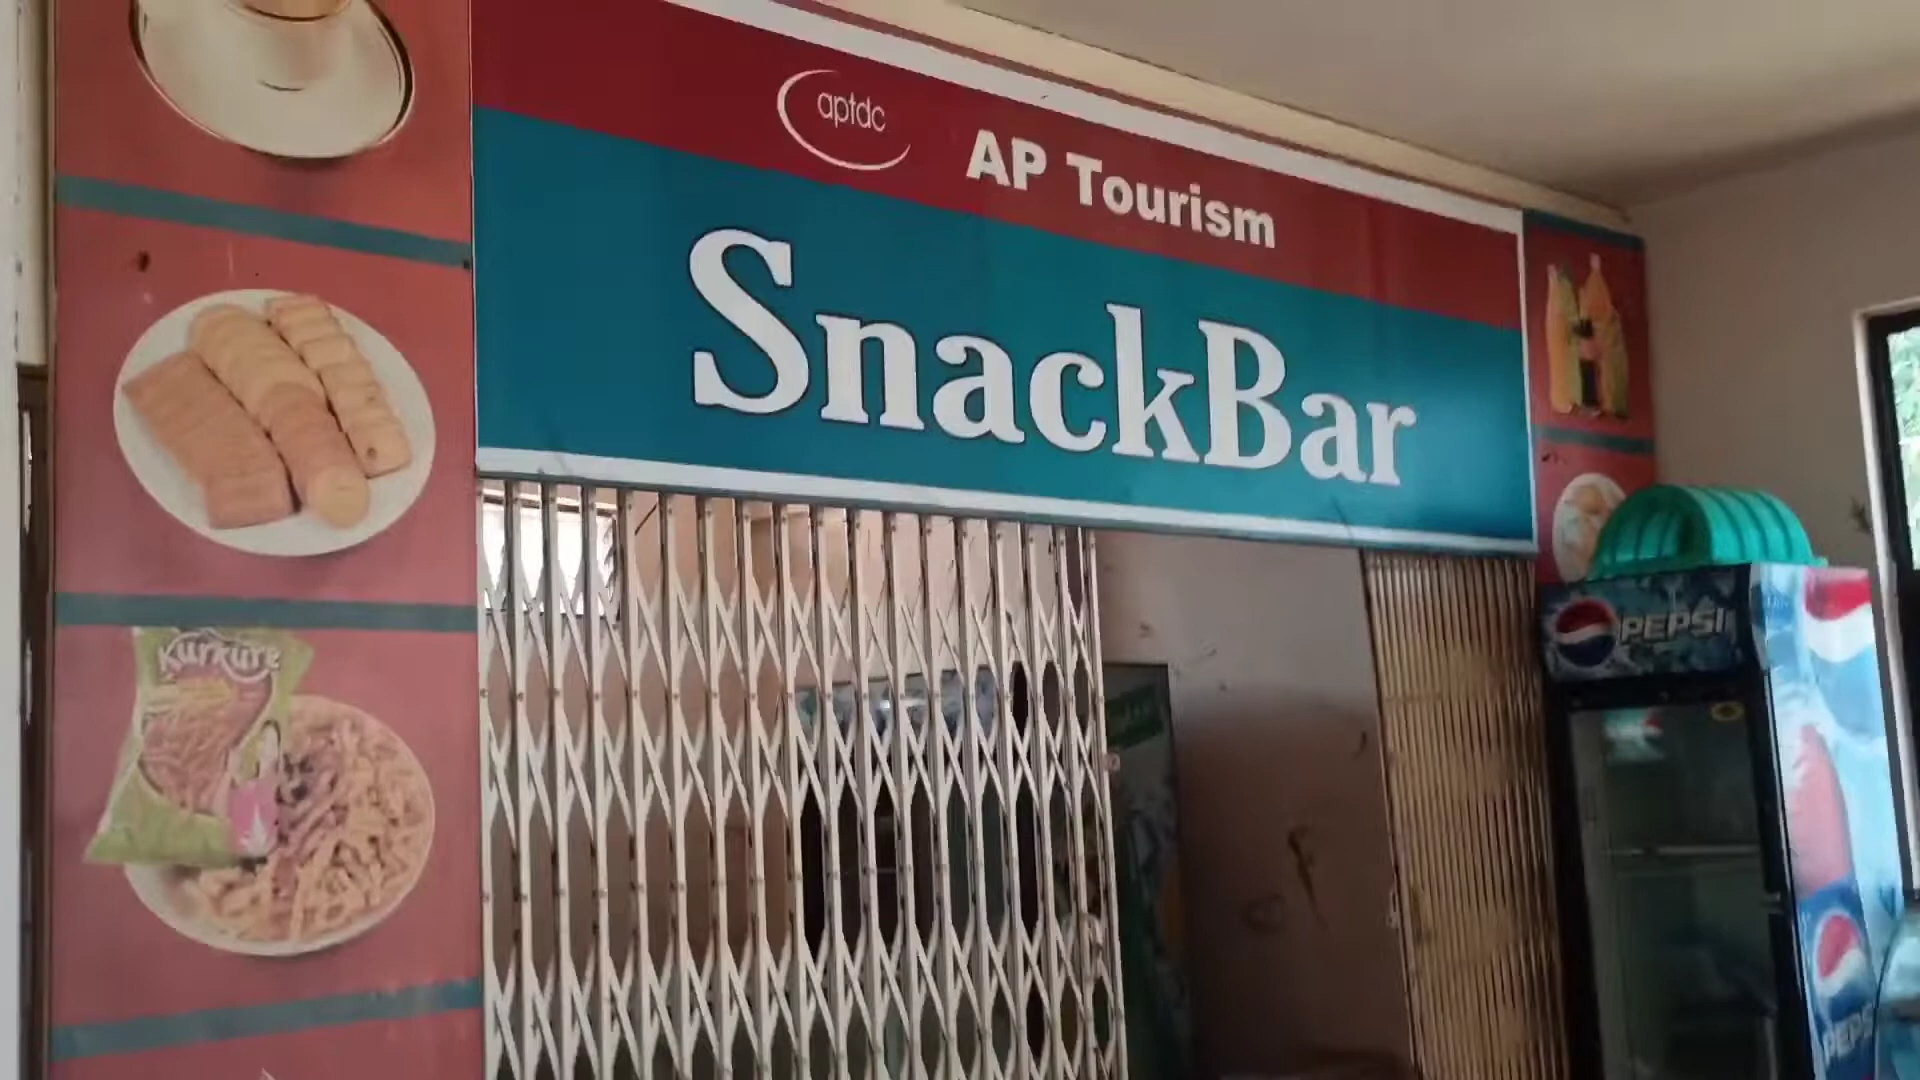 aptdc
AP Tourism
SnackBar
Kurkure
PEPSI
PEPSI